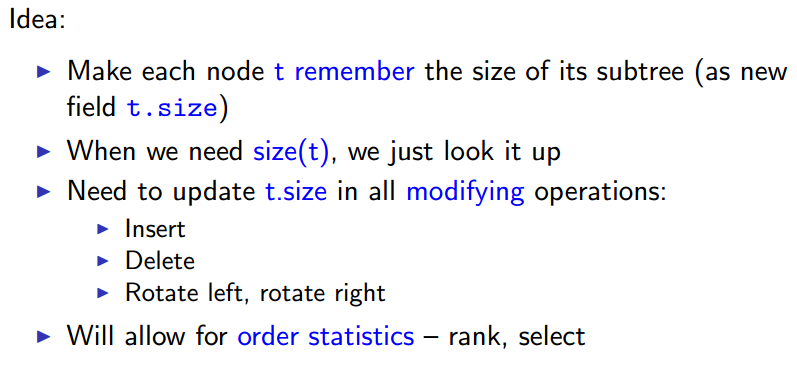 Idea:
Make each node t remember the size of its subtree (as new
field t.size)
When we need size(t), we just look it up
Need to update t.size in all modifying operations:
Insert
Delete
Rotate left, rotate right
Will allow for order statistics – rank, select